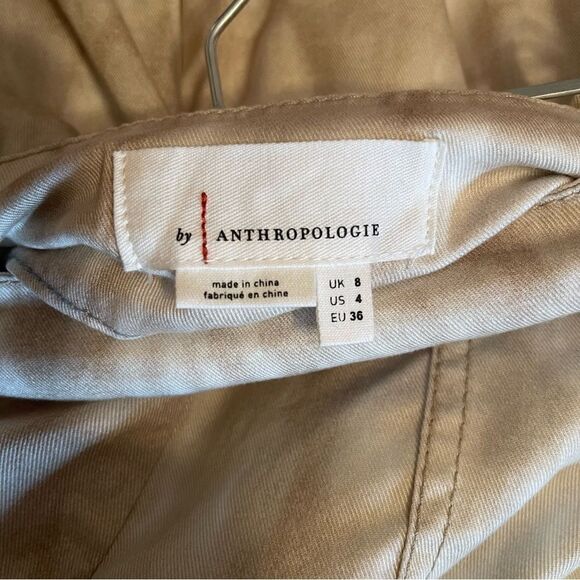 by ANTHROPOLOGIE
made in china
fabriqué en chine
UK 8
US 4
EU 36